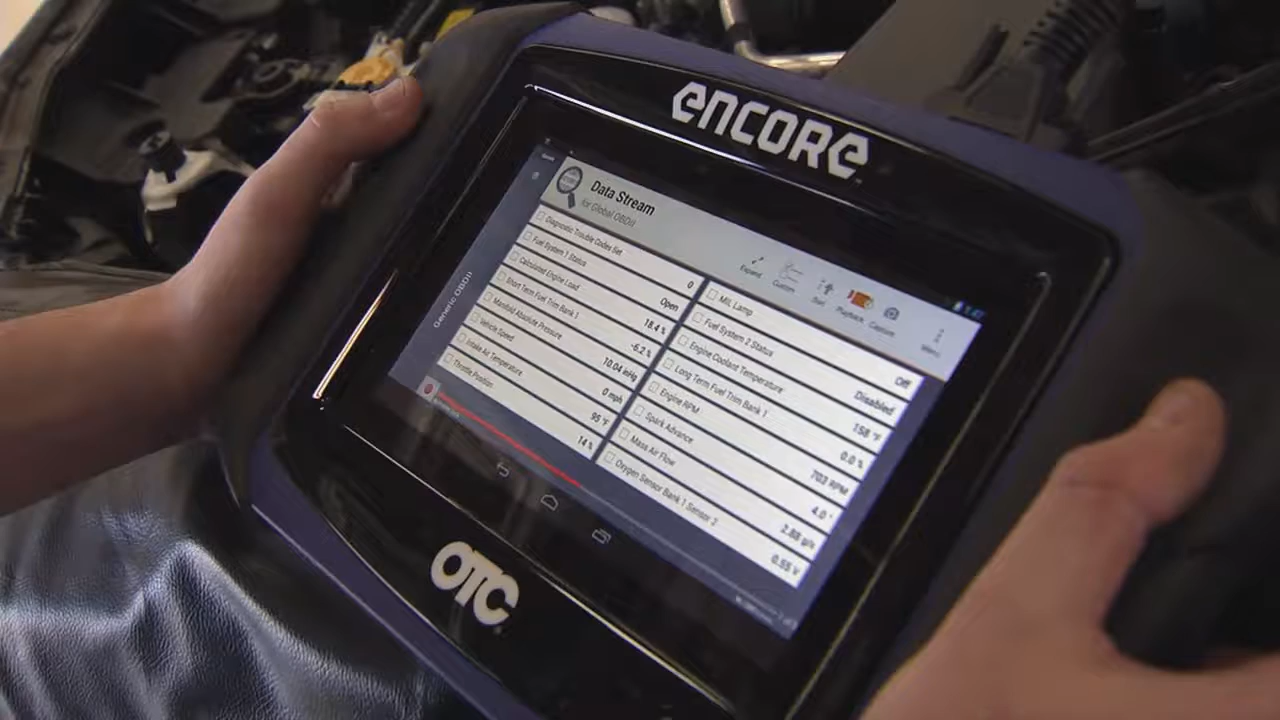 encore
Data Stream
for Global OBDII
Expand
Custom
Stat
Playback
Capture
Menu
Generic OBDII
Diagnostic Trouble Codes Set 0
Fuel System 1 Status Open
Calculated Engine Load 18.4 %
Short Term Fuel Trim Bank 1 -6.2 %
Manifold Absolute Pressure 10.04 inHg
Vehicle Speed 0 mph
Intake Air Temperature 95 °F
Throttle Position 14 %
MIL Lamp Off
Fuel System 2 Status Disabled
Engine Coolant Temperature 158 °F
Long Term Fuel Trim Bank 1 0.0 %
Engine RPM 703 RPM
Spark Advance 4.0 °
Mass Air Flow 2.88 g/s
Oxygen Sensor Bank 1 Sensor 2 0.55 V
OTC